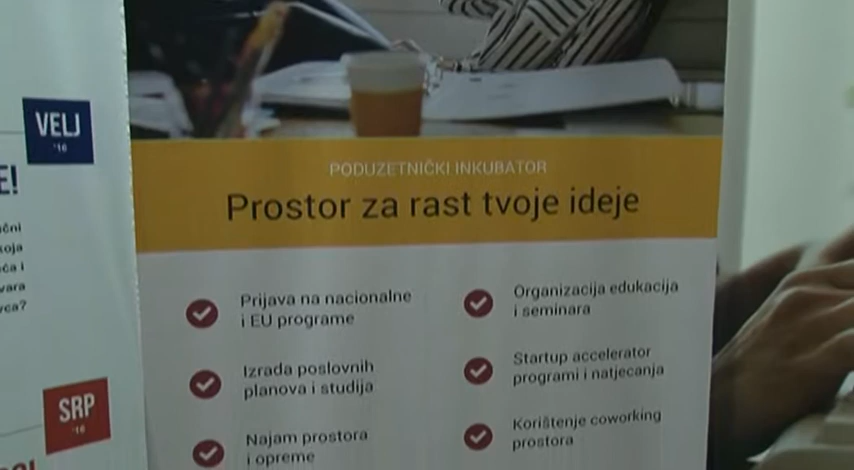 VELJ
'16
E!
čni
koja
ća i
vara
vca?
SRP
'16
PODUZETNIČKI INKUBATOR
Prostor za rast tvoje ideje
Prijava na nacionalne
i EU programe
Izrada poslovnih
planova i studija
Najam prostora
i opreme
Organizacija edukacija
i seminara
Startup accelerator
programi i natjecanja
Korištenje coworking
prostora